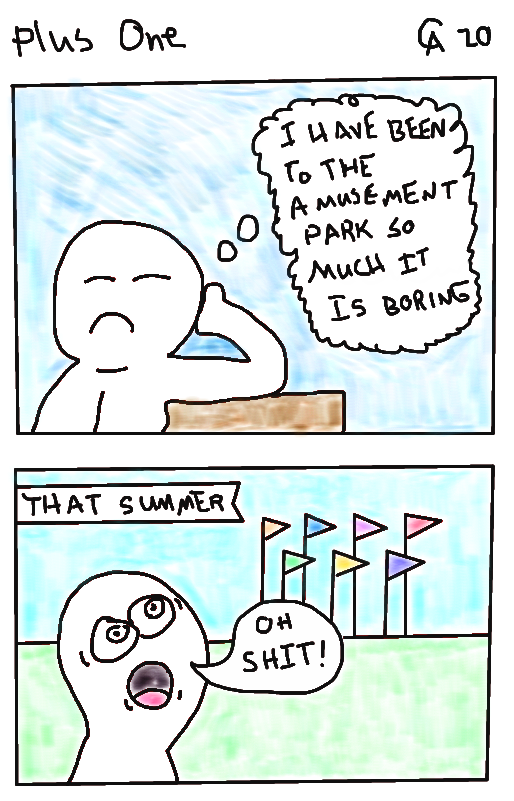 Plus One
CA 20
I HAVE BEEN
TO THE
AMUSEMENT
PARK SO
MUCH IT
IS BORING
THAT SUMMER
OH
SHIT!